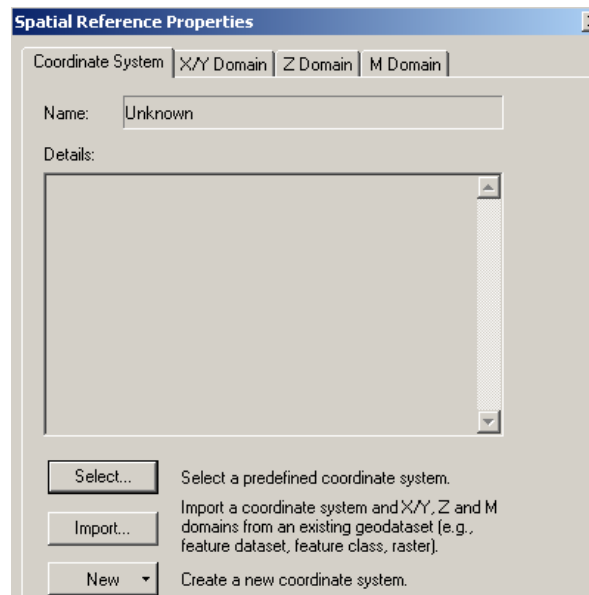 Spatial Reference Properties
Coordinate System X/Y Domain Z Domain M Domain
Name: Unknown
Details:
Select... Select a predefined coordinate system.
Import... Import a coordinate system and X/Y, Z and M
domains from an existing geodataset (e.g.,
feature dataset, feature class, raster).
New Create a new coordinate system.